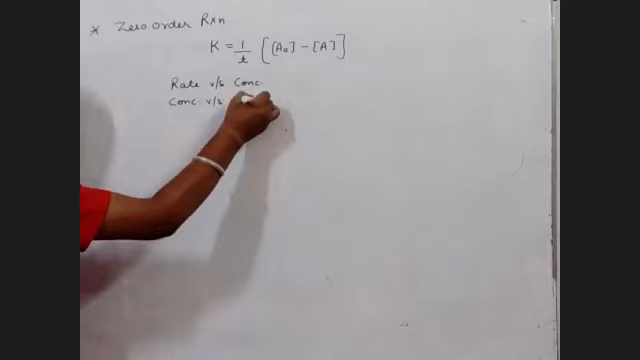 * Zero Order Rxn
K = 1/t [[A₀] - [A]]
Rate v/s Conc.
Conc. v/s